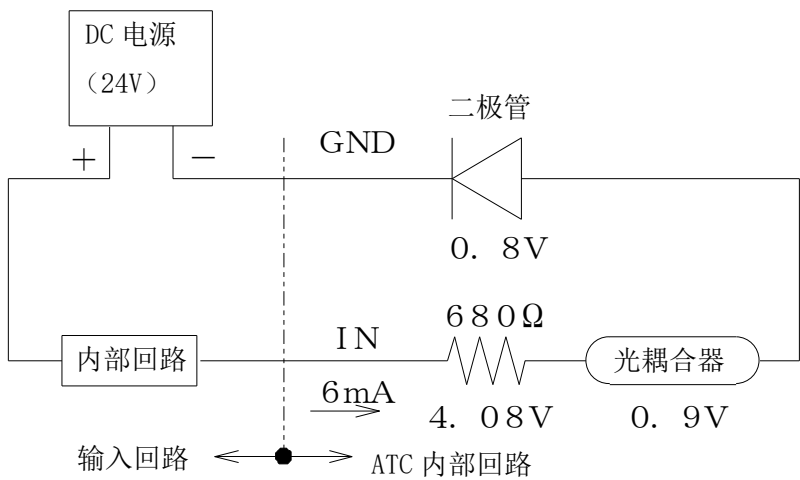 DC 电源
（24V）
二极管
+
−
GND
0. 8V
680Ω
IN
内部回路
光耦合器
6mA
4. 08V
0. 9V
输入回路
ATC 内部回路